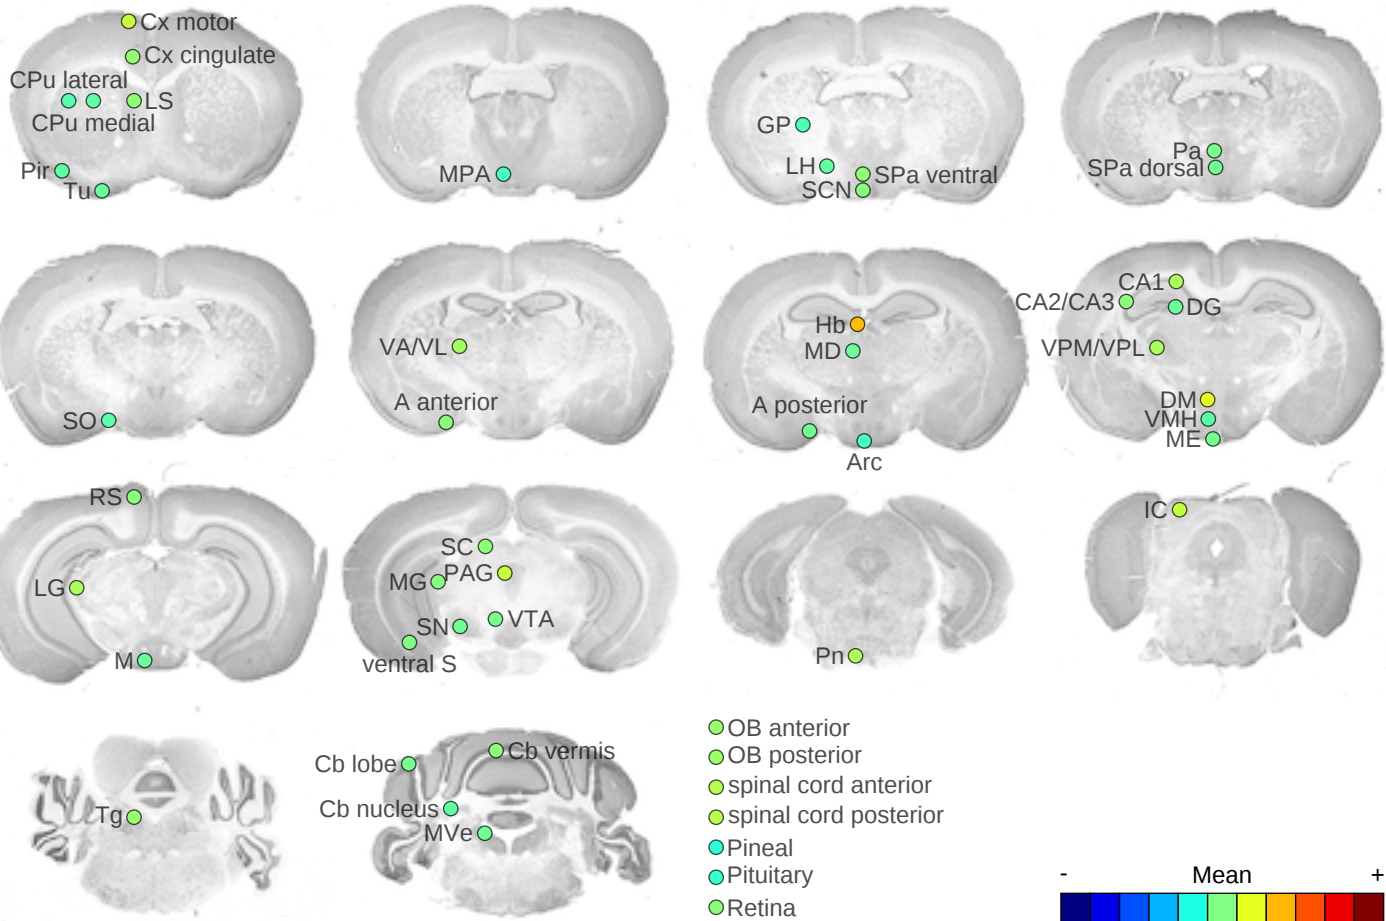 Cx motor
Cx cingulate
CPu lateral
LS
CPu medial
Pir
Tu
MPA
GP
LH
SPa ventral
SCN
Pa
SPa dorsal
SO
VA/VL
A anterior
Hb
MD
A posterior
Arc
CA1
CA2/CA3
DG
VPM/VPL
DM
VMH
ME
RS
LG
M
SC
PAG
MG
VTA
SN
ventral S
Pn
IC
Tg
Cb vermis
Cb lobe
Cb nucleus
MVe
OB anterior
OB posterior
spinal cord anterior
spinal cord posterior
Pineal
Pituitary
Retina
- Mean +